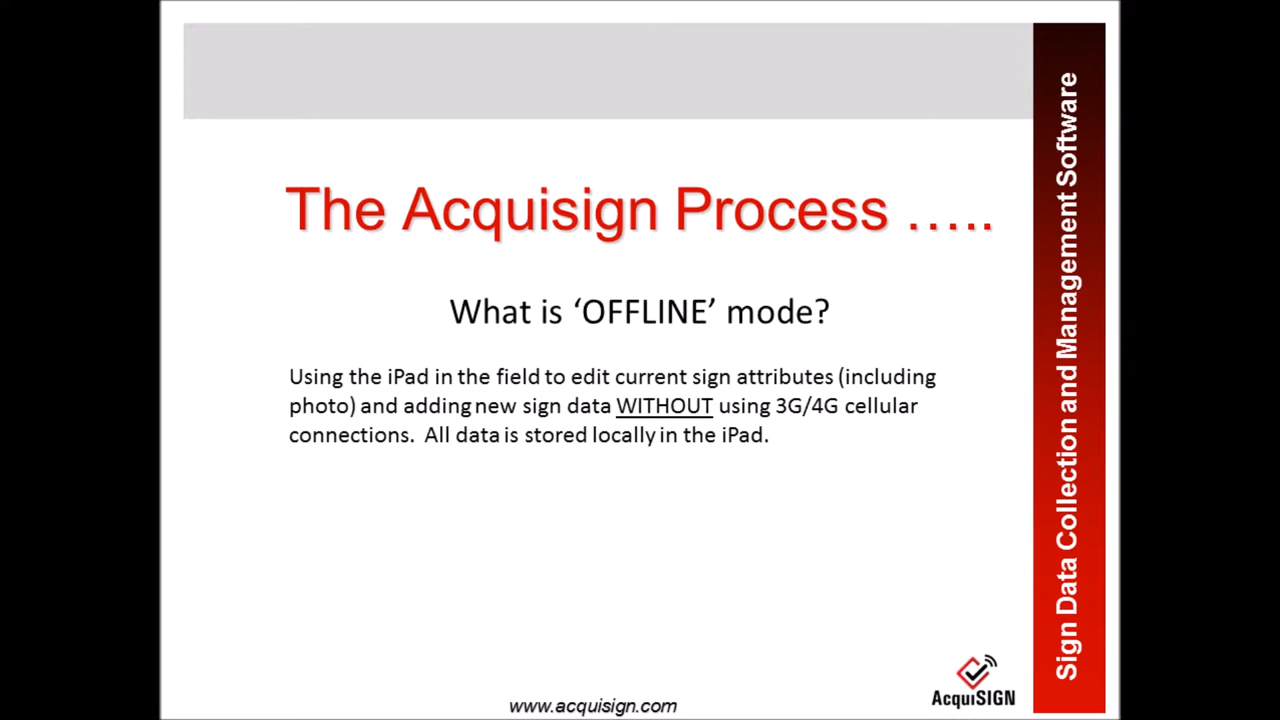 The Acquisign Process …..
What is ‘OFFLINE’ mode?
Using the iPad in the field to edit current sign attributes (including
photo) and adding new sign data WITHOUT using 3G/4G cellular
connections. All data is stored locally in the iPad.
Sign Data Collection and Management Software
AcquiSIGN
www.acquisign.com